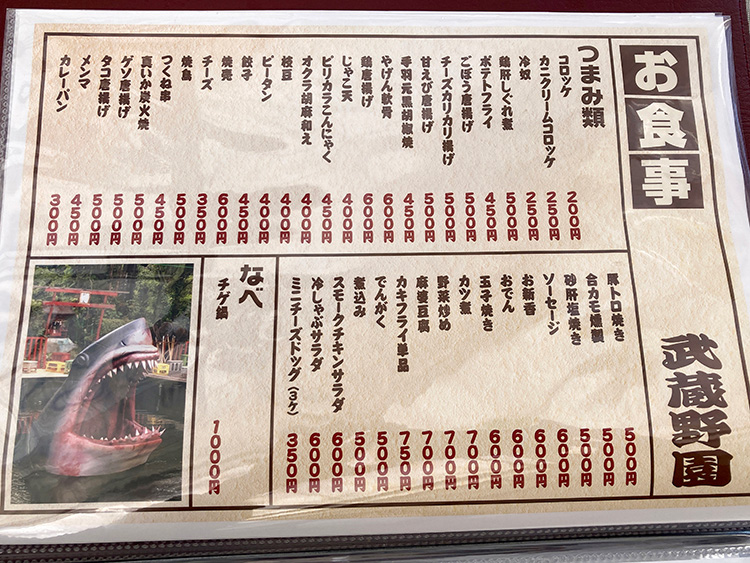 お食事
武蔵野園
つまみ類
コロッケ 200円
カニクリームコロッケ 250円
冷奴 250円
鶏肝しぐれ煮 500円
ポテトフライ 450円
ごぼう唐揚げ 500円
チーズカリカリ揚げ 500円
甘えび唐揚げ 500円
手羽元黒胡椒焼 450円
やげん軟骨 600円
鶏唐揚げ 600円
じゃこ天 400円
ピリカラこんにゃく 400円
オクラ胡麻和え 400円
枝豆 400円
ピータン 400円
餃子 450円
焼売 600円
チーズ 350円
焼鳥 500円
つくね串 450円
真いか炭火焼 500円
ゲソ唐揚げ 500円
タコ唐揚げ 500円
メンマ 450円
カレーパン 300円
豚トロ焼き 500円
合カモ燻製 500円
砂肝塩焼き 500円
ソーセージ 600円
お新香 600円
おでん 600円
玉子焼き 600円
カツ煮 700円
野菜炒め 700円
麻婆豆腐 700円
カキフライ単品 750円
でんがく 500円
煮込み 500円
スモークチキンサラダ 600円
冷しゃぶサラダ 600円
ミニチーズドッグ(3ケ) 350円
なべ
チゲ鍋 1000円